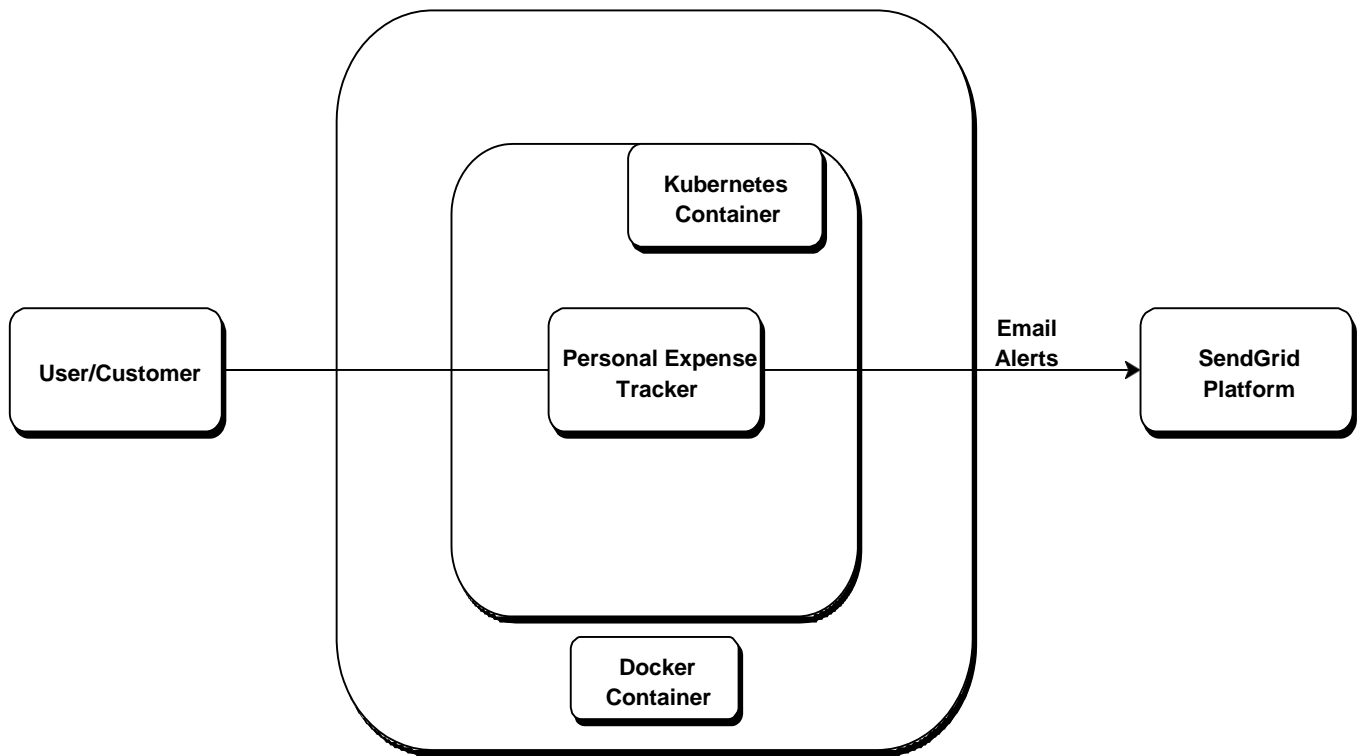 Kubernetes
Container
User/Customer
Personal Expense
Tracker
Email
Alerts
SendGrid
Platform
Docker
Container